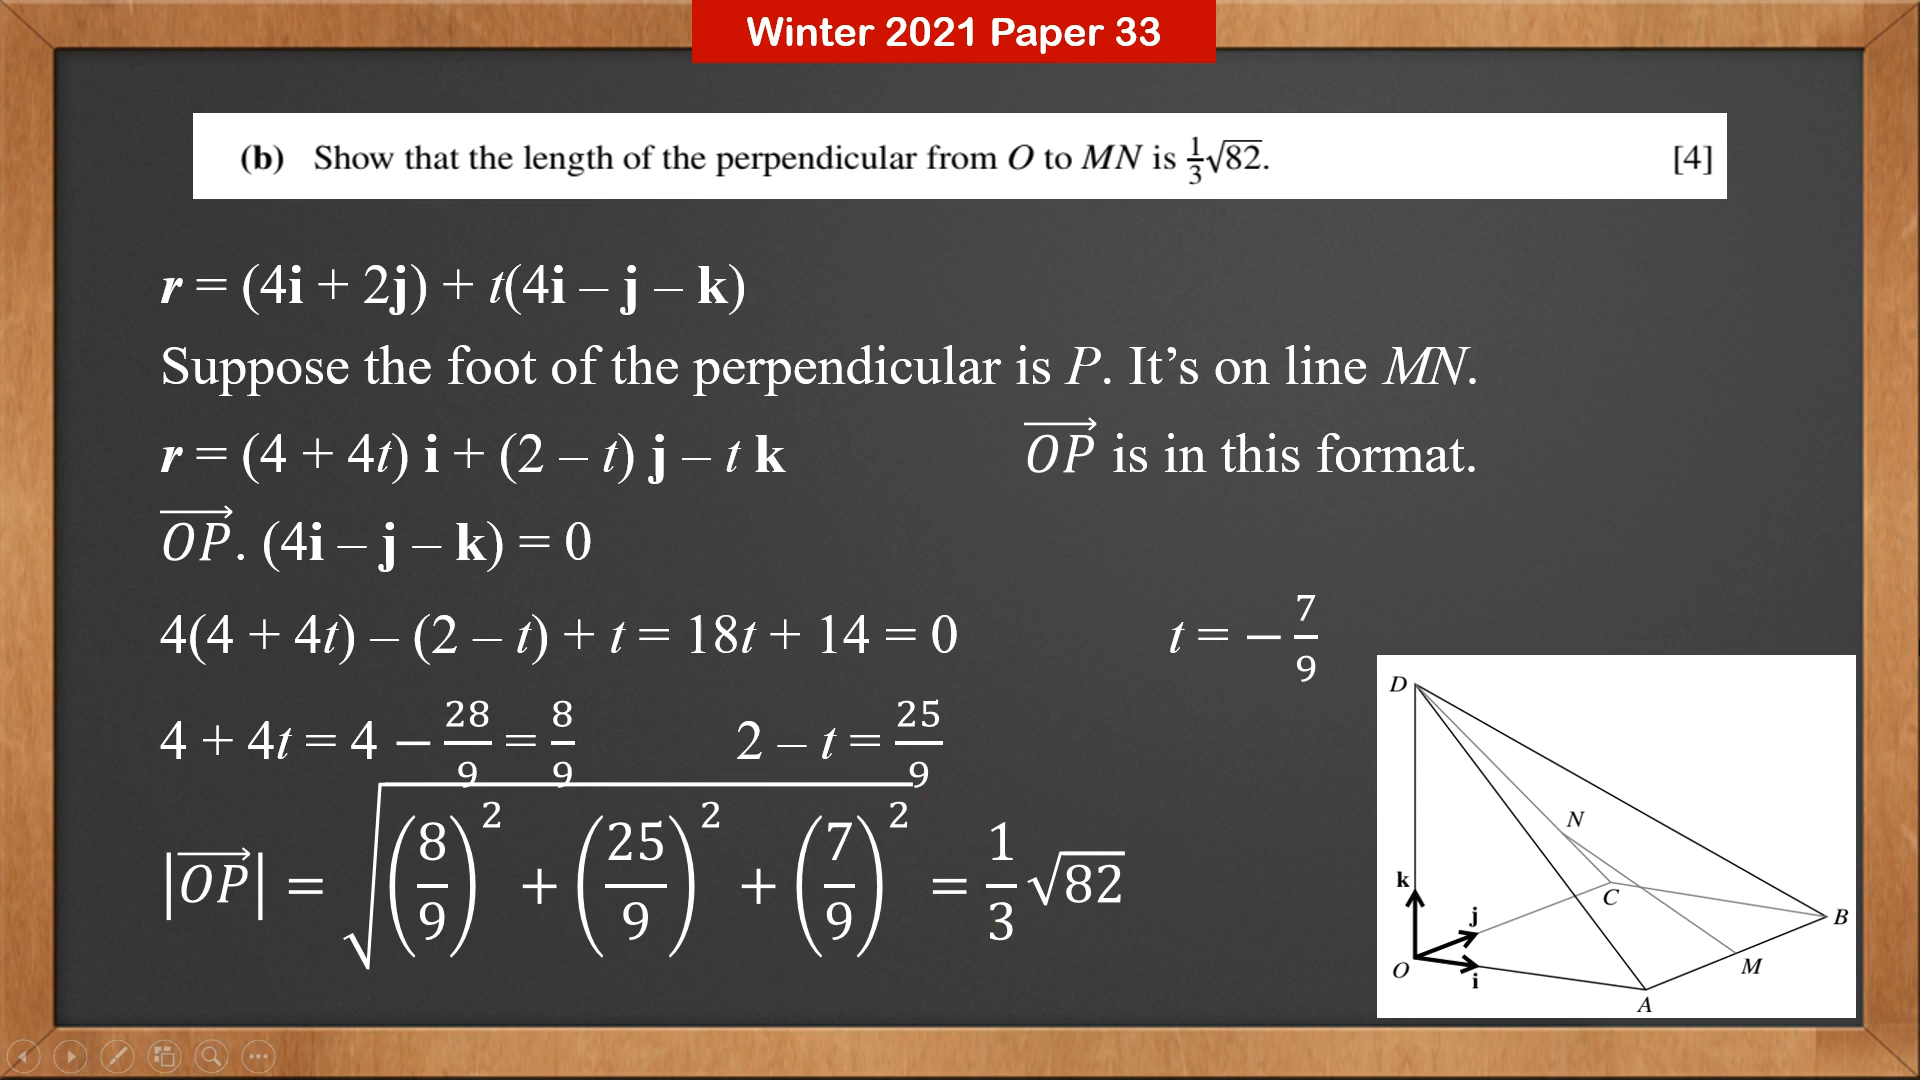 Winter 2021 Paper 33
(b) Show that the length of the perpendicular from O to MN is 1/3√82. [4]
r = (4i + 2j) + t(4i – j – k)
Suppose the foot of the perpendicular is P. It’s on line MN.
r = (4 + 4t) i + (2 – t) j – t k
OP⃗ is in this format.
OP⃗. (4i – j – k) = 0
4(4 + 4t) – (2 – t) + t = 18t + 14 = 0
t = −7/9
4 + 4t = 4 − 28/9 = 8/9
2 – t = 25/9
|OP⃗| = √((8/9)² + (25/9)² + (7/9)²) = 1/3 √82
D
N
k
C
j
B
O
i
M
A